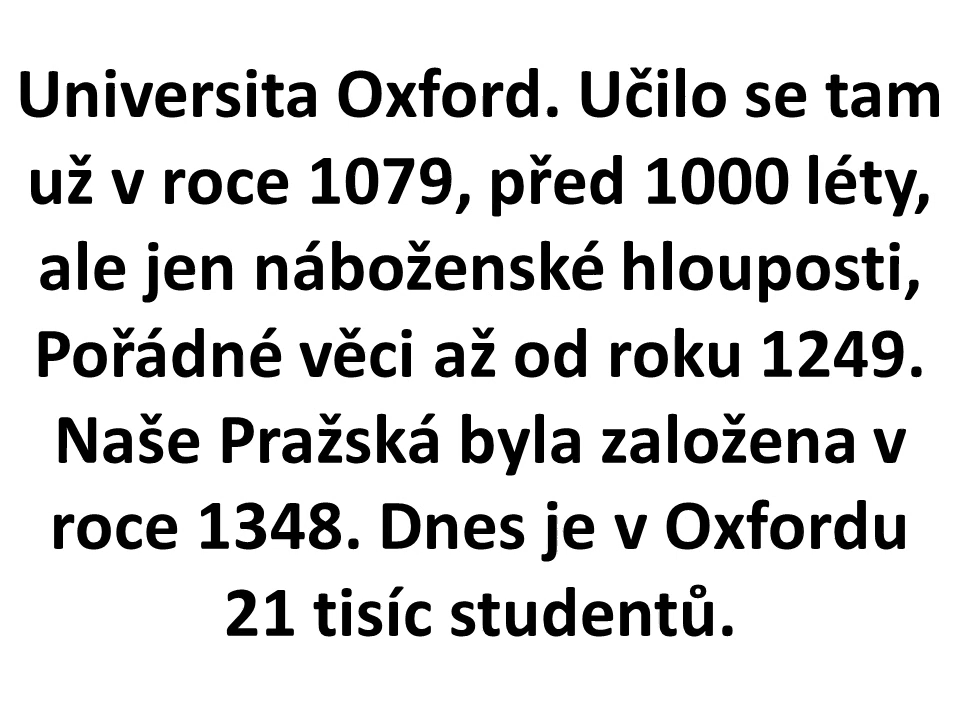 Universita Oxford. Učilo se tam
už v roce 1079, před 1000 léty,
ale jen náboženské hlouposti,
Pořádné věci až od roku 1249.
Naše Pražská byla založena v
roce 1348. Dnes je v Oxfordu
21 tisíc studentů.